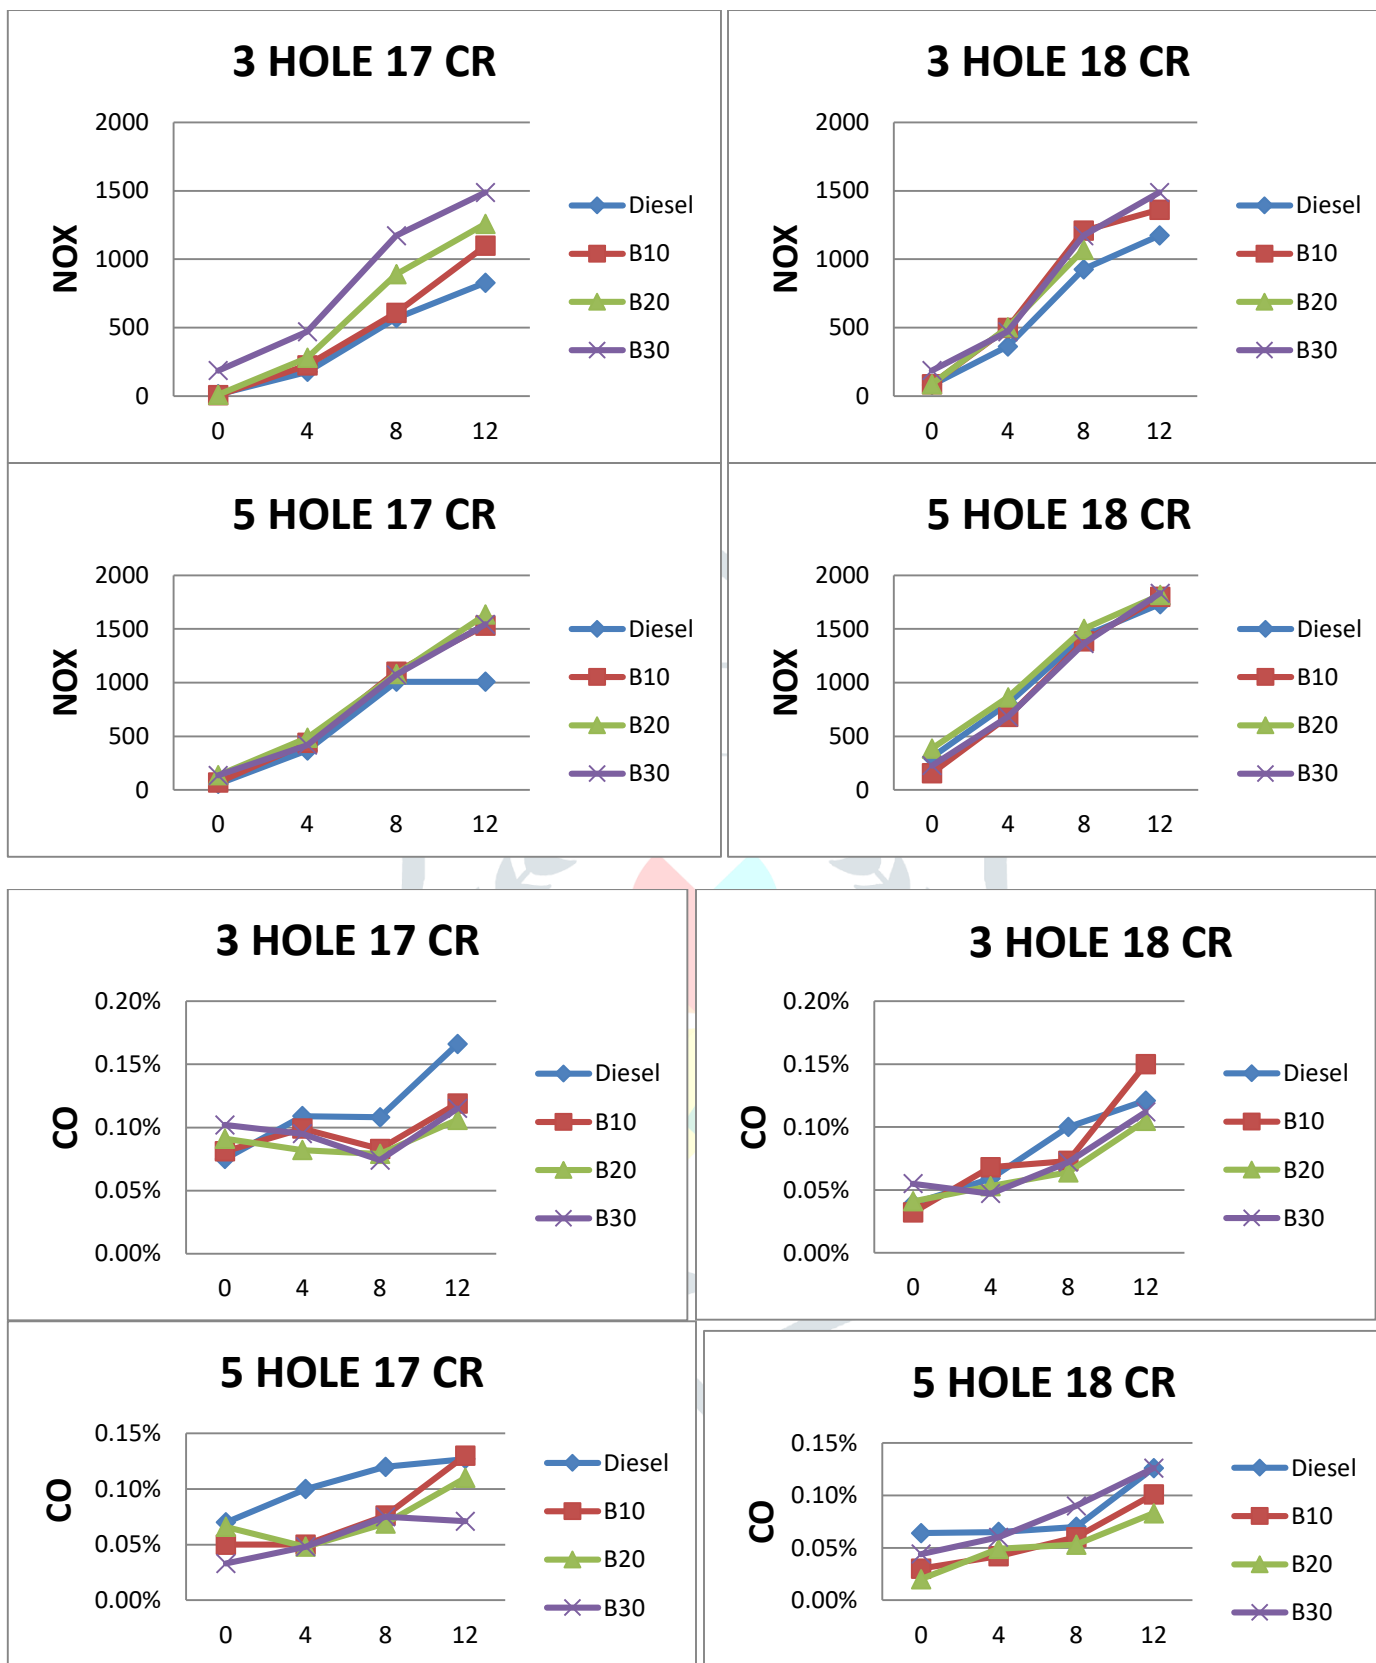 3 HOLE 17 CR
2000
1500
1000
500
0
NOX
0 4 8 12
Diesel
B10
B20
B30
3 HOLE 18 CR
2000
1500
1000
500
0
NOX
0 4 8 12
Diesel
B10
B20
B30
5 HOLE 17 CR
2000
1500
1000
500
0
NOX
0 4 8 12
Diesel
B10
B20
B30
5 HOLE 18 CR
2000
1500
1000
500
0
NOX
0 4 8 12
Diesel
B10
B20
B30
3 HOLE 17 CR
0.20%
0.15%
0.10%
0.05%
0.00%
CO
0 4 8 12
Diesel
B10
B20
B30
3 HOLE 18 CR
0.20%
0.15%
0.10%
0.05%
0.00%
CO
0 4 8 12
Diesel
B10
B20
B30
5 HOLE 17 CR
0.15%
0.10%
0.05%
0.00%
CO
0 4 8 12
Diesel
B10
B20
B30
5 HOLE 18 CR
0.15%
0.10%
0.05%
0.00%
CO
0 4 8 12
Diesel
B10
B20
B30